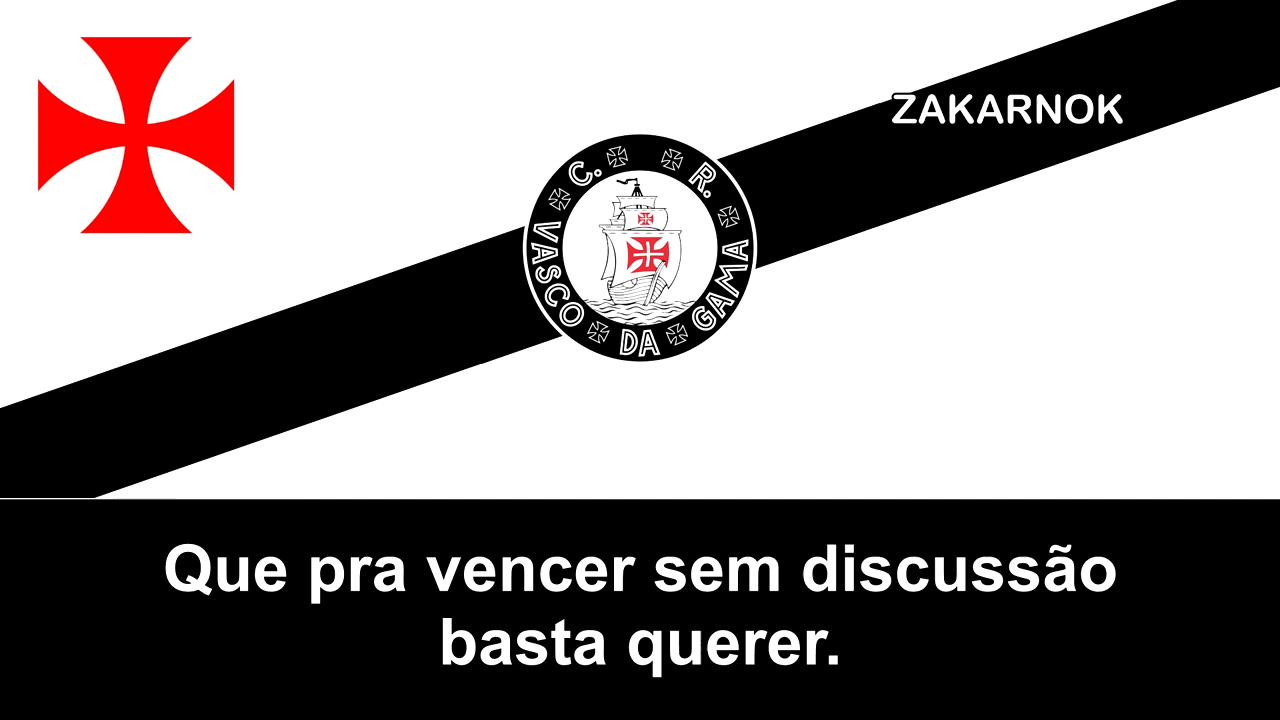 ZAKARNOK
C. R.
VASCO DA GAMA
Que pra vencer sem discussão
basta querer.